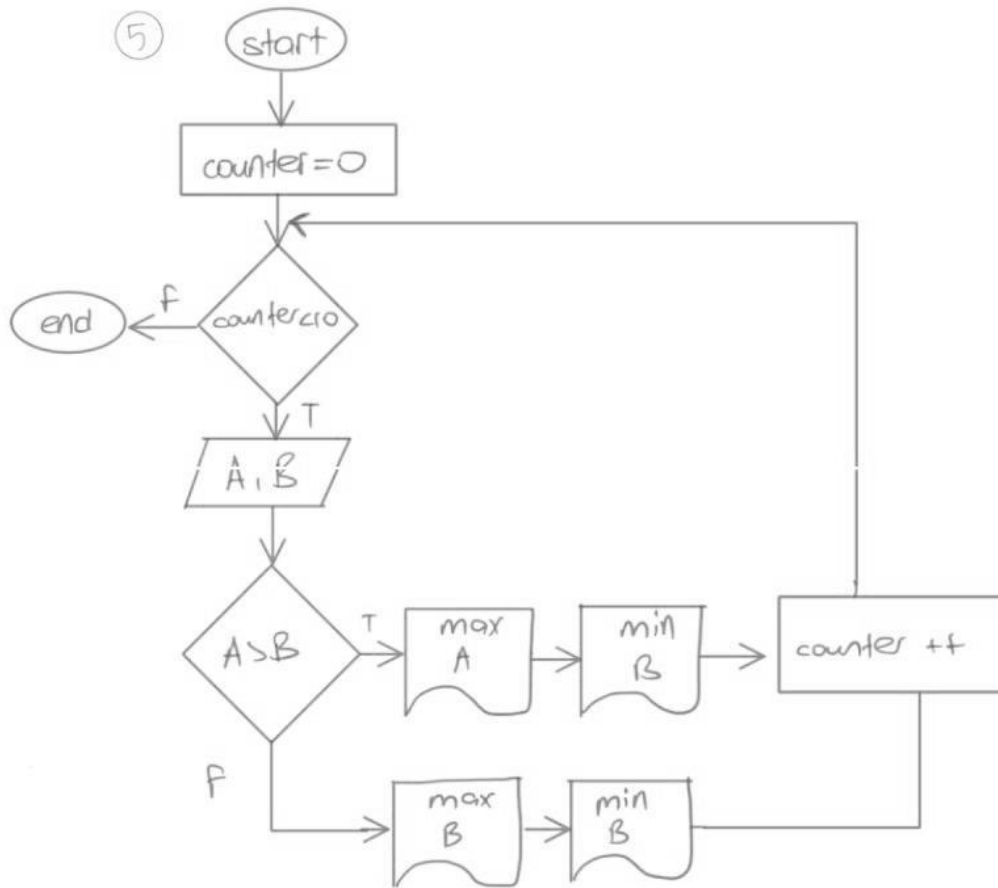 5
start
counter=0
counter<10
F
end
T
A, B
A>B
T
max
A
min
B
counter ++
F
max
B
min
B